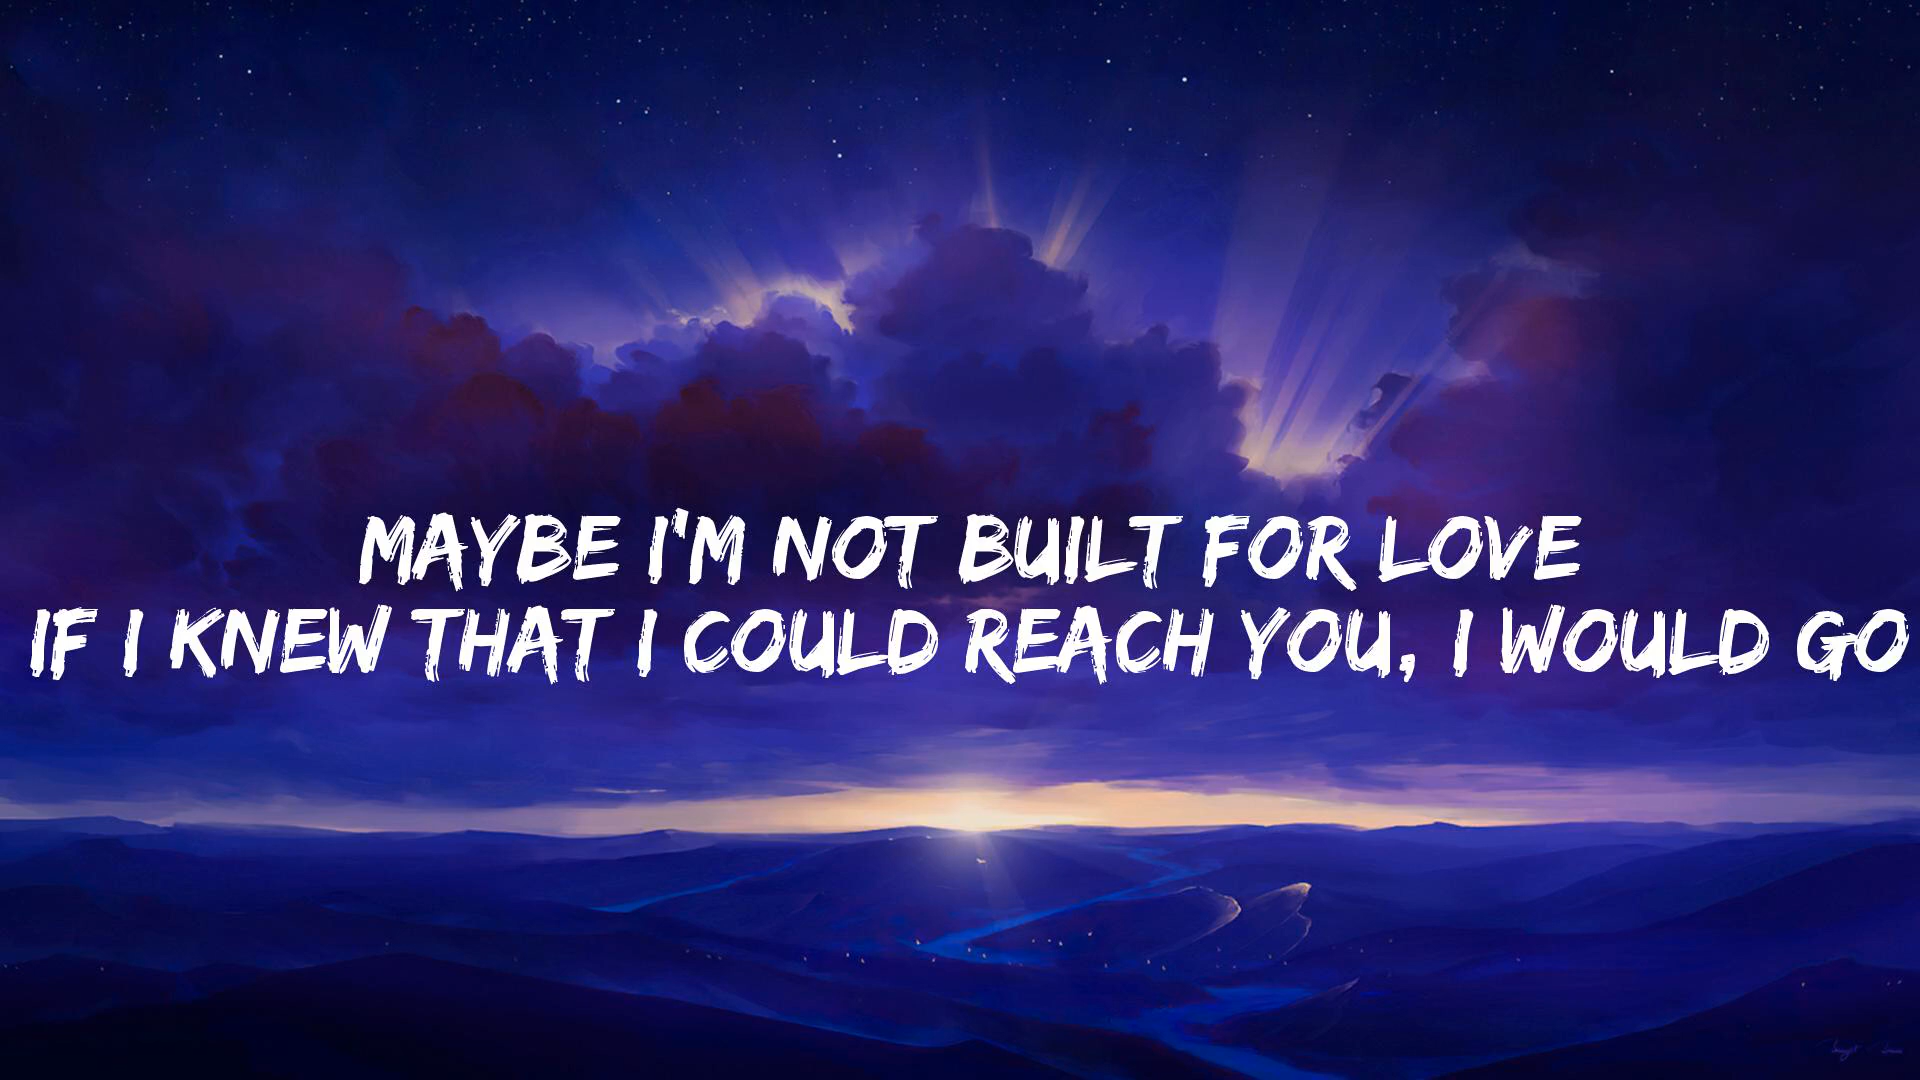 MAYBE I'M NOT BUILT FOR LOVE
IF I KNEW THAT I COULD REACH YOU, I WOULD GO